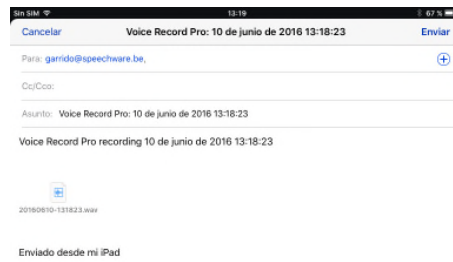 Sin SIM 13:19 67 %
Cancelar Voice Record Pro: 10 de junio de 2016 13:18:23 Enviar
Para: garrido@speechware.be,
Cc/Cco:
Asunto: Voice Record Pro: 10 de junio de 2016 13:18:23
Voice Record Pro recording 10 de junio de 2016 13:18:23
20160610-131823.wav
Enviado desde mi iPad